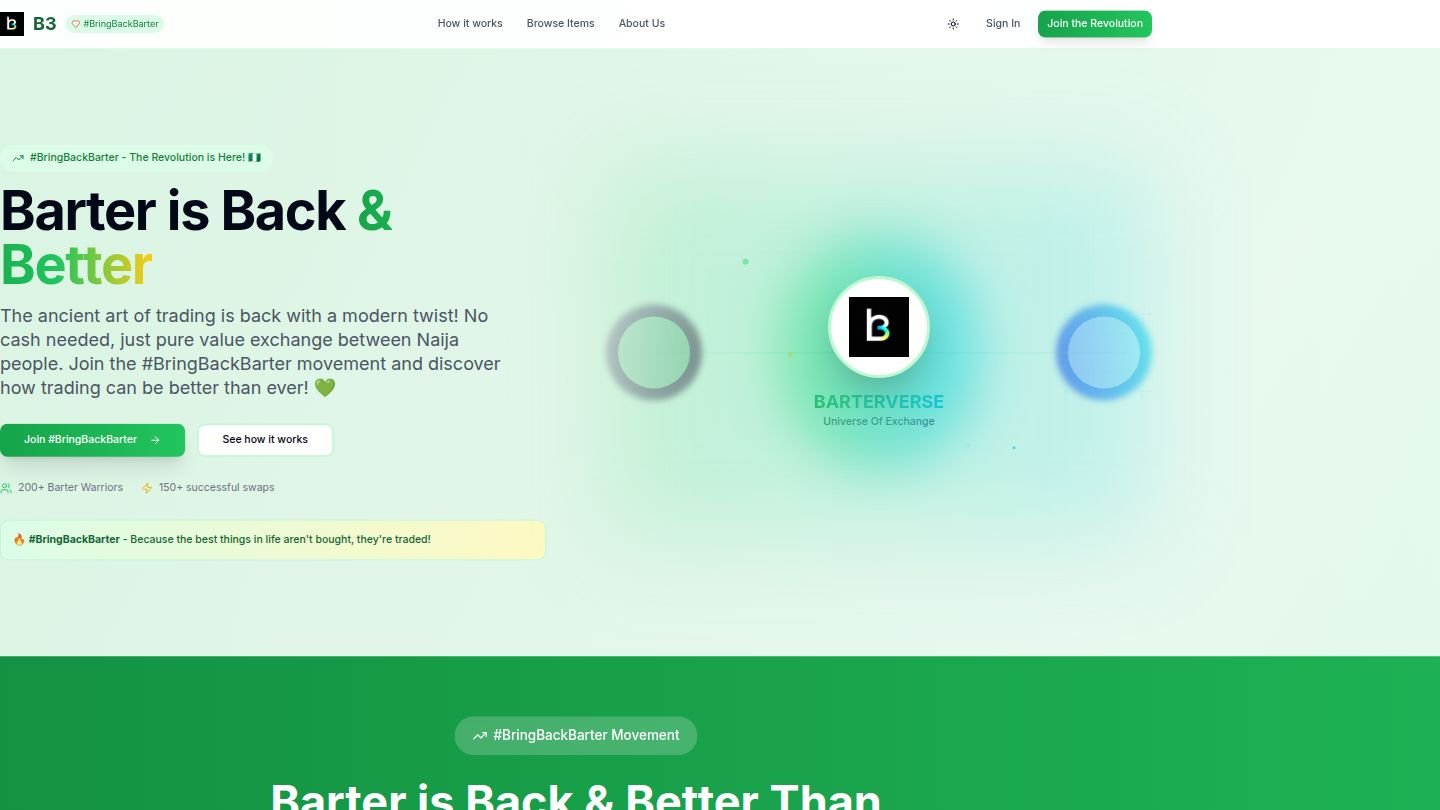 B3 #BringBackBarter How it works Browse Items About Us Sign In Join the Revolution
#BringBackBarter - The Revolution is Here! 🇳🇬
Barter is Back &
Better
The ancient art of trading is back with a modern twist! No
cash needed, just pure value exchange between Naija
people. Join the #BringBackBarter movement and discover
how trading can be better than ever! 💚
Join #BringBackBarter → See how it works
200+ Barter Warriors 150+ successful swaps
🔥 #BringBackBarter - Because the best things in life aren't bought, they're traded!
BARTERVERSE
Universe Of Exchange
#BringBackBarter Movement
Barter is Back & Better Than